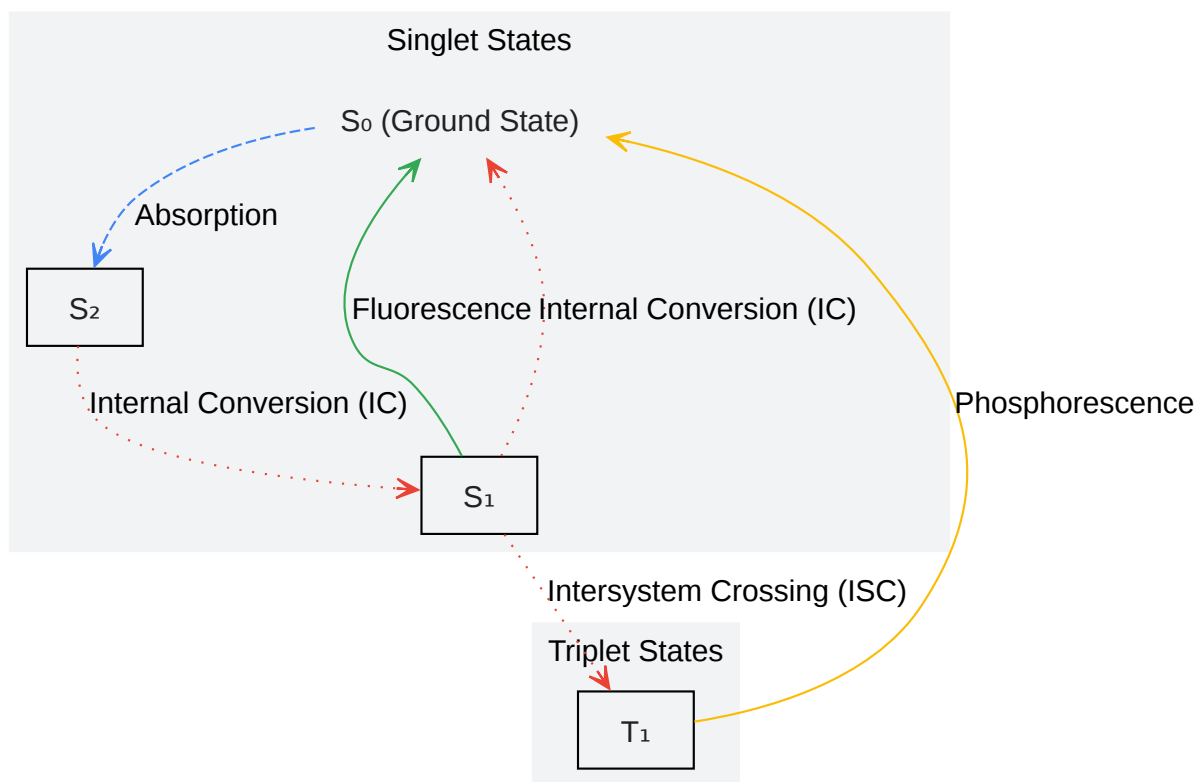 Singlet States
S₀ (Ground State)
Absorption
S₂
Fluorescence
Internal Conversion (IC)
Internal Conversion (IC)
Phosphorescence
S₁
Intersystem Crossing (ISC)
Triplet States
T₁